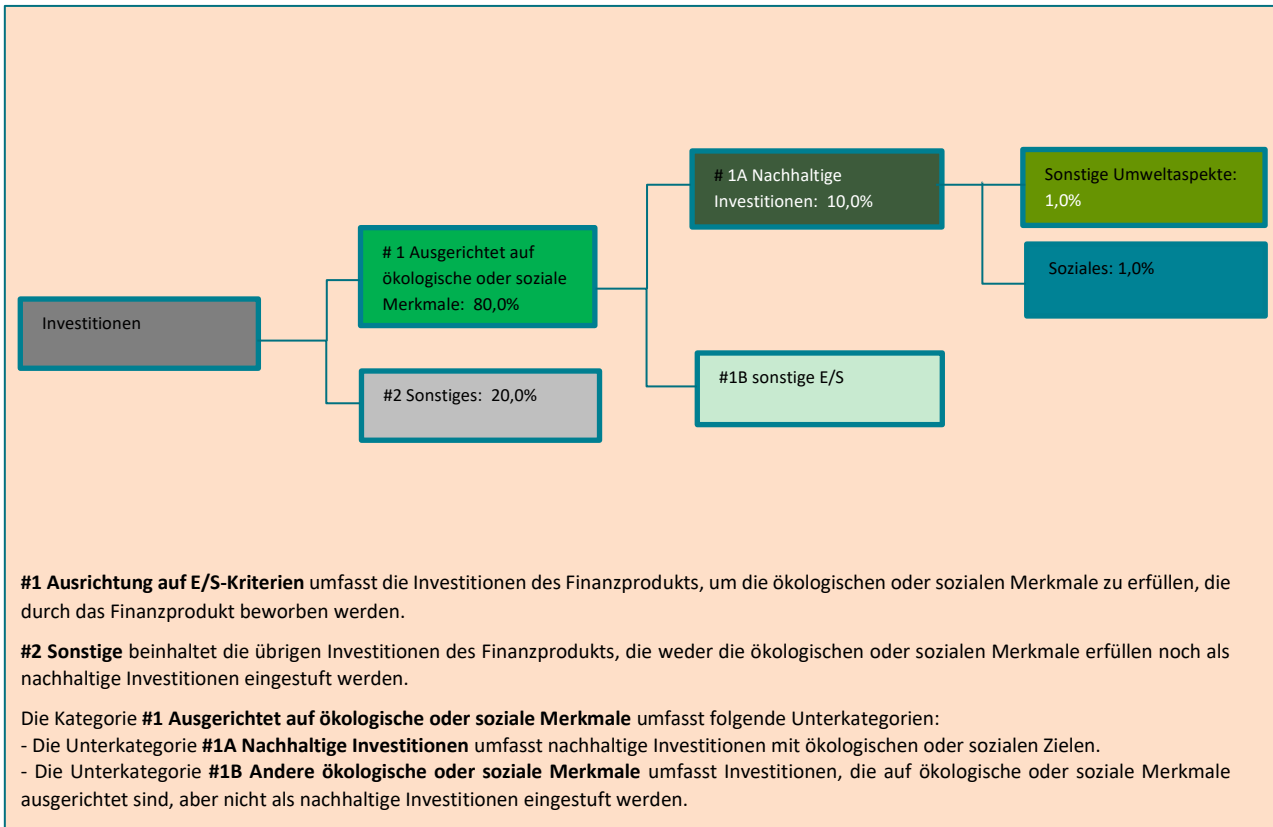 # 1A Nachhaltige
Investitionen: 10,0%
Sonstige Umweltaspekte:
1,0%
# 1 Ausgerichtet auf
ökologische oder soziale
Merkmale: 80,0%
Soziales: 1,0%
Investitionen
#2 Sonstiges: 20,0%
#1B sonstige E/S
#1 Ausrichtung auf E/S-Kriterien umfasst die Investitionen des Finanzprodukts, um die ökologischen oder sozialen Merkmale zu erfüllen, die
durch das Finanzprodukt beworben werden.
#2 Sonstige beinhaltet die übrigen Investitionen des Finanzprodukts, die weder die ökologischen oder sozialen Merkmale erfüllen noch als
nachhaltige Investitionen eingestuft werden.
Die Kategorie #1 Ausgerichtet auf ökologische oder soziale Merkmale umfasst folgende Unterkategorien:
- Die Unterkategorie #1A Nachhaltige Investitionen umfasst nachhaltige Investitionen mit ökologischen oder sozialen Zielen.
- Die Unterkategorie #1B Andere ökologische oder soziale Merkmale umfasst Investitionen, die auf ökologische oder soziale Merkmale
ausgerichtet sind, aber nicht als nachhaltige Investitionen eingestuft werden.